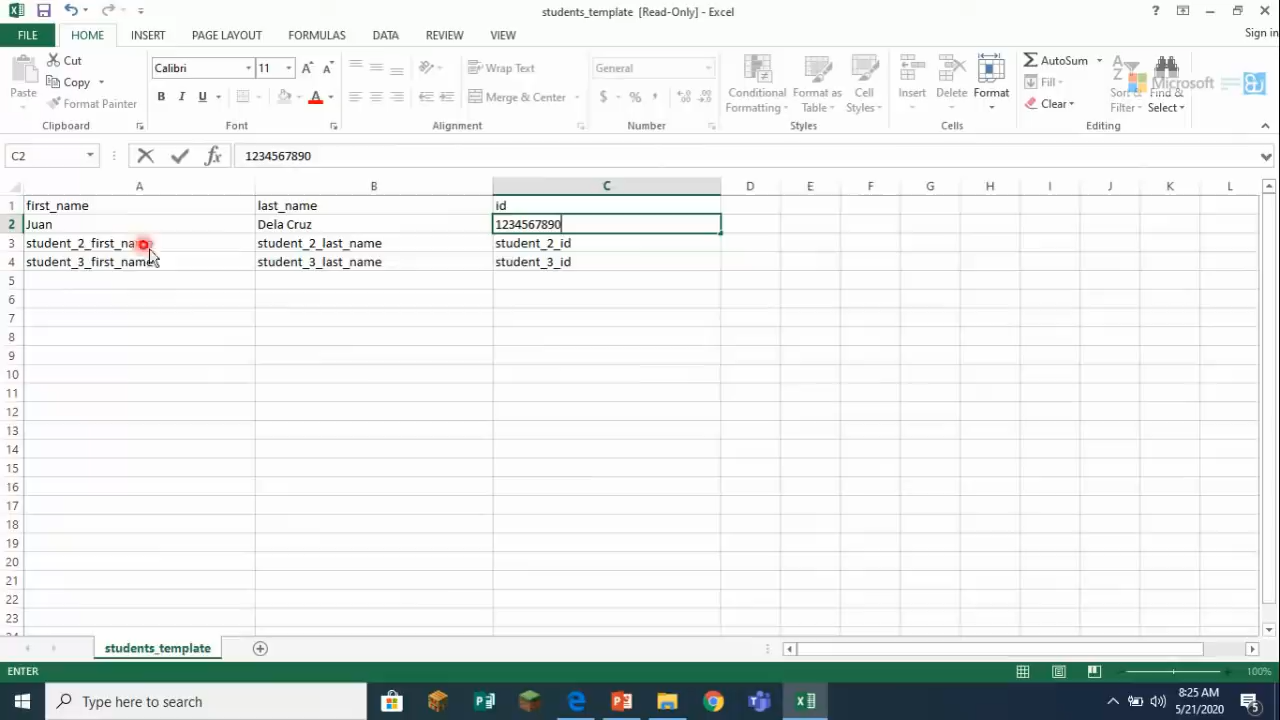 students_template [Read-Only] - Excel
Sign in
FILE HOME INSERT PAGE LAYOUT FORMULAS DATA REVIEW VIEW
Paste
Cut
Copy
Format Painter
Clipboard
Calibri 11
B I U
Font
Wrap Text
Merge & Center
Alignment
General
$ % ,
Number
Conditional Formatting
Format as Table
Cell Styles
Styles
Insert Delete Format
Cells
AutoSum
Fill
Clear
Sort & Filter
Find & Select
Editing
Microsoft
C2 fx 1234567890
A B C D E F G H I J K L
1 first_name last_name id
2 Juan Dela Cruz 1234567890
3 student_2_first_name student_2_last_name student_2_id
4 student_3_first_name student_3_last_name student_3_id
5
6
7
8
9
10
11
12
13
14
15
16
17
18
19
20
21
22
23
students_template
ENTER 100%
Type here to search
8:25 AM
5/21/2020
5